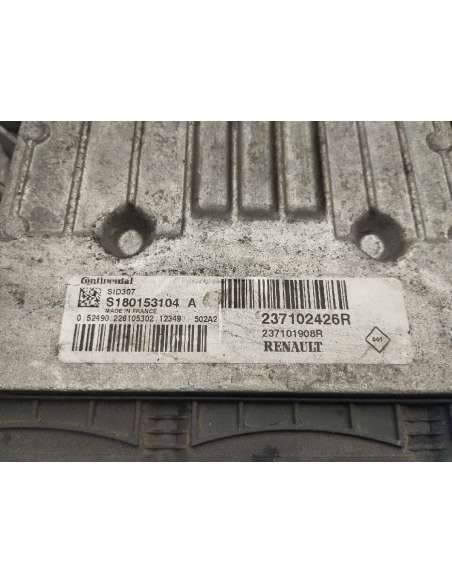 Continental
SID307
S180153104 A
MADE IN FRANCE
0 52490 226105302 12349 502A2
237102426R
237101908R
RENAULT